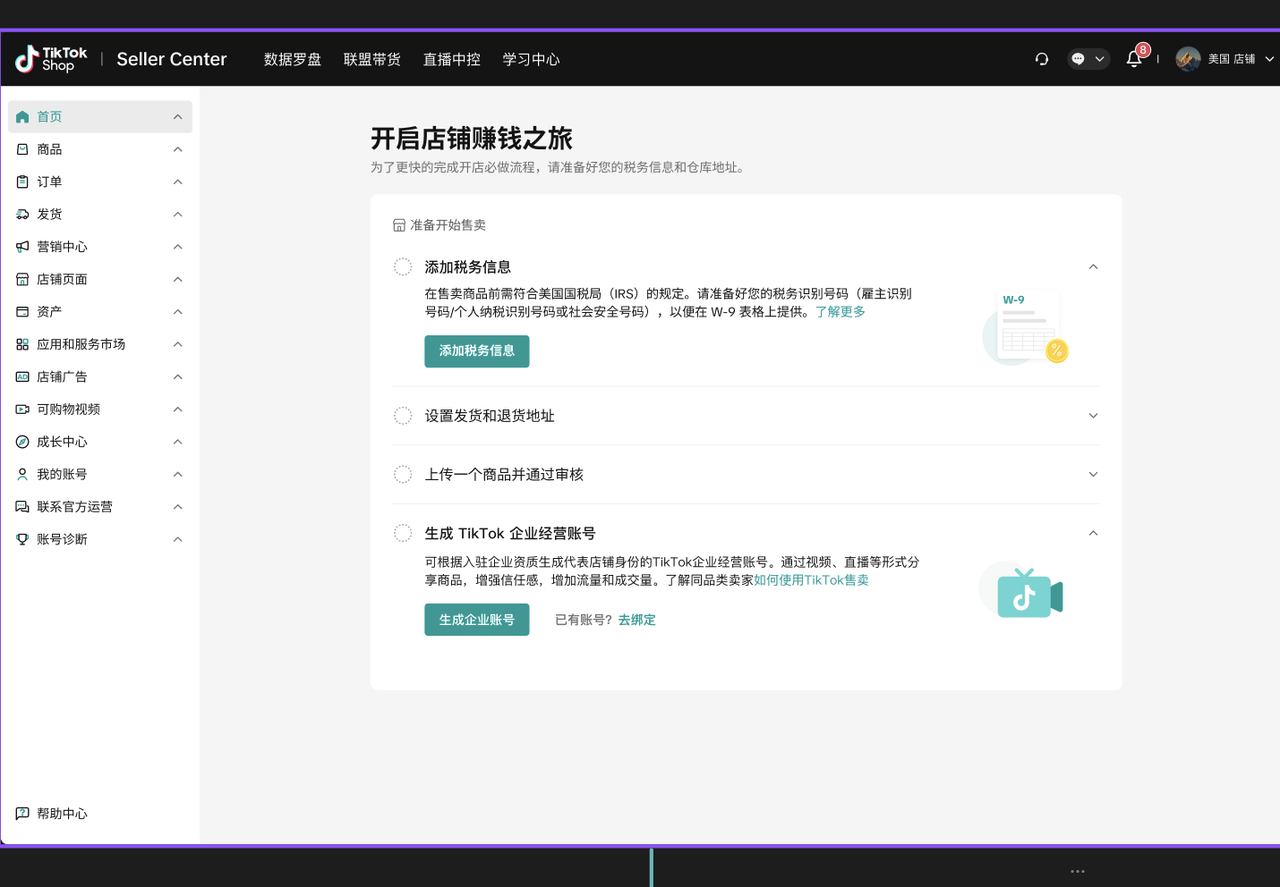 TikTok
Shop
Seller Center
数据罗盘
联盟带货
直播中控
学习中心
8
美国 店铺
首页
商品
订单
发货
营销中心
店铺页面
资产
应用和服务市场
AD
店铺广告
可购物视频
成长中心
我的账号
联系官方运营
账号诊断
帮助中心
开启店铺赚钱之旅
为了更快的完成开店必做流程，请准备好您的税务信息和仓库地址。
准备开始售卖
添加税务信息
在售卖商品前需符合美国国税局（IRS）的规定。请准备好您的税务识别号码（雇主识别
号码/个人纳税识别号码或社会安全号码），以便在 W-9 表格上提供。了解更多
添加税务信息
W-9
%
设置发货和退货地址
上传一个商品并通过审核
生成 TikTok 企业经营账号
可根据入驻企业资质生成代表店铺身份的TikTok企业经营账号。通过视频、直播等形式分
享商品，增强信任感，增加流量和成交量。了解同品类卖家如何使用TikTok售卖
生成企业账号
已有账号? 去绑定